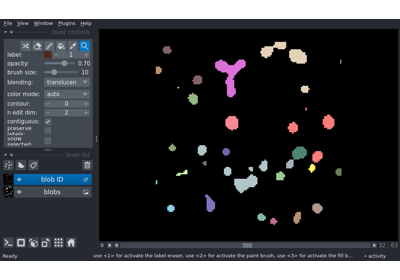 File View Window Plugins Help
layer controls
label: 1
opacity: 0.70
brush size: 10
blending: translucen
color mode: auto
contour: 0
n edit dim: 2
contiguous: ✓
preserve labels:
show selected:
layer list
blob ID
blobs
32 63
Ready use <1> for activate the label eraser, use <2> for activate the paint brush, use <3> for activate the fill b... activity